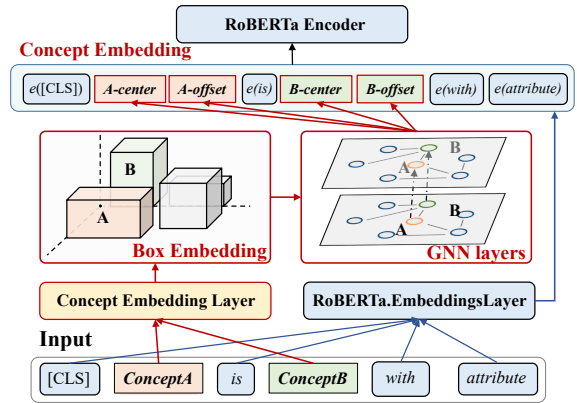 RoBERTa Encoder
Concept Embedding
e([CLS]) A-center A-offset e(is) B-center B-offset e(with) e(attribute)
B
A
Box Embedding
B
A
B
A
GNN layers
Concept Embedding Layer
RoBERTa.EmbeddingsLayer
Input
[CLS] ConceptA is ConceptB with attribute